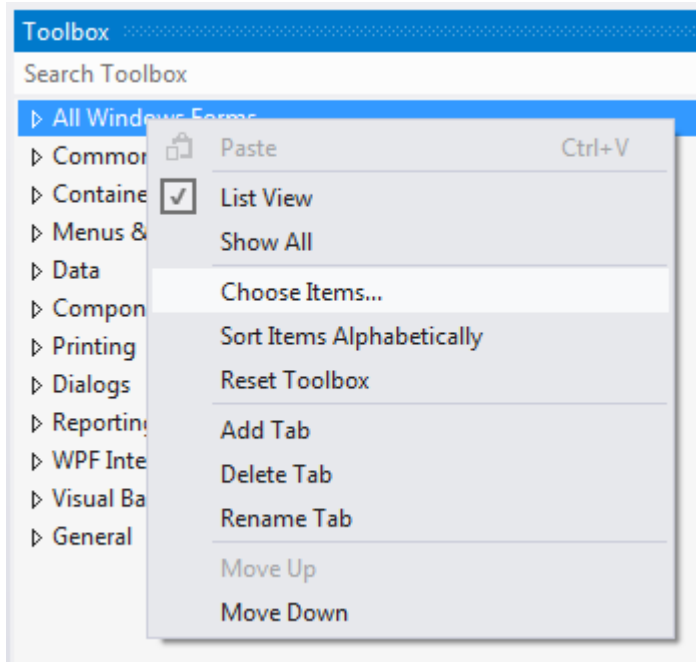 Toolbox
Search Toolbox
All Windows Forms
Common
Containe
Menus &
Data
Compon
Printing
Dialogs
Reporting
WPF Inte
Visual Ba
General
Paste Ctrl+V
List View
Show All
Choose Items...
Sort Items Alphabetically
Reset Toolbox
Add Tab
Delete Tab
Rename Tab
Move Up
Move Down